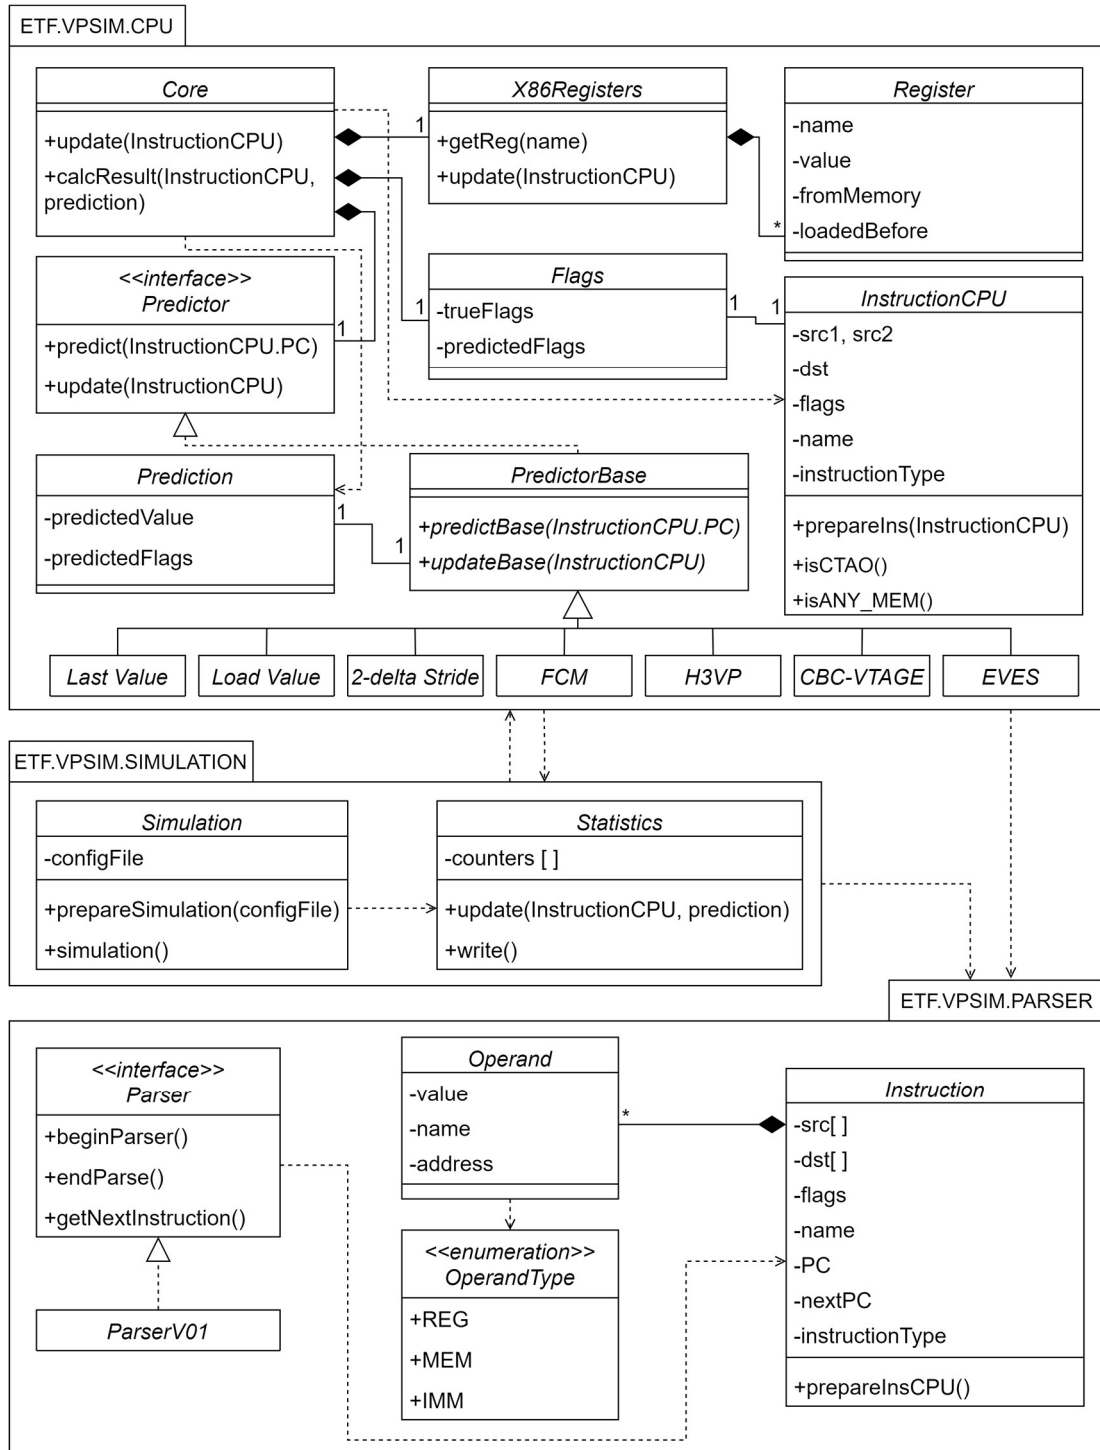 ETF.VPSIM.CPU
Core
+update(InstructionCPU)
+calcResult(InstructionCPU,
prediction)
X86Registers
+getReg(name)
+update(InstructionCPU)
Register
-name
-value
-fromMemory
-loadedBefore
1
*
<<interface>>
Predictor
+predict(InstructionCPU.PC)
+update(InstructionCPU)
1
Flags
-trueFlags
-predictedFlags
1
1
1
InstructionCPU
-src1, src2
-dst
-flags
-name
-instructionType
+prepareIns(InstructionCPU)
+isCTAO()
+isANY_MEM()
Prediction
-predictedValue
-predictedFlags
1
1
PredictorBase
+predictBase(InstructionCPU.PC)
+updateBase(InstructionCPU)
Last Value
Load Value
2-delta Stride
FCM
H3VP
CBC-VTAGE
EVES
ETF.VPSIM.SIMULATION
Simulation
-configFile
+prepareSimulation(configFile)
+simulation()
Statistics
-counters [ ]
+update(InstructionCPU, prediction)
+write()
ETF.VPSIM.PARSER
<<interface>>
Parser
+beginParser()
+endParse()
+getNextInstruction()
ParserV01
Operand
-value
-name
-address
*
<<enumeration>>
OperandType
+REG
+MEM
+IMM
Instruction
-src[ ]
-dst[ ]
-flags
-name
-PC
-nextPC
-instructionType
+prepareInsCPU()